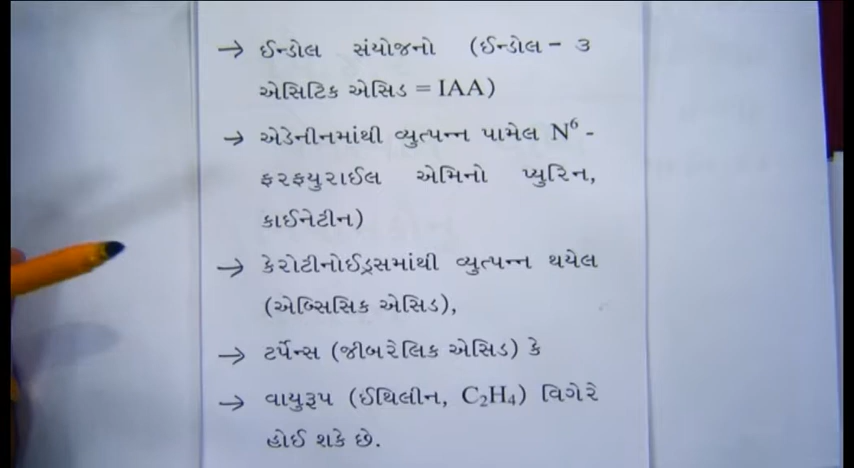 → ઈન્ડોલ સંયોજનો (ઈન્ડોલ - ૩
એસિટિક એસિડ = IAA)
→ એડેનીનમાંથી વ્યુત્પન્ન પામેલ N⁶ -
ફરફ્યુરાઈલ એમિનો પ્યુરિન,
કાઈનેટીન)
→ કેરોટીનોઈડ્સમાંથી વ્યુત્પન્ન થયેલ
(એબ્સિસિક એસિડ),
→ ટર્પેન્સ (જીબરેલિક એસિડ) કે
→ વાયુરૂપ (ઈથિલીન, C₂H₄) વિગેરે
હોઈ શકે છે.